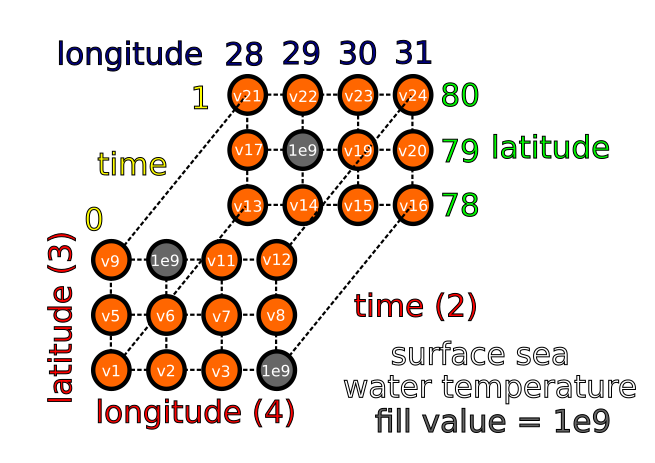 longitude 28 29 30 31
1 v21 v22 v23 v24 80
time v17 1e9 v19 v20 79 latitude
0 v13 v14 v15 v16 78
v9 1e9 v11 v12
latitude (3)
v5 v6 v7 v8
time (2)
v1 v2 v3 1e9
longitude (4)
surface sea
water temperature
fill value = 1e9